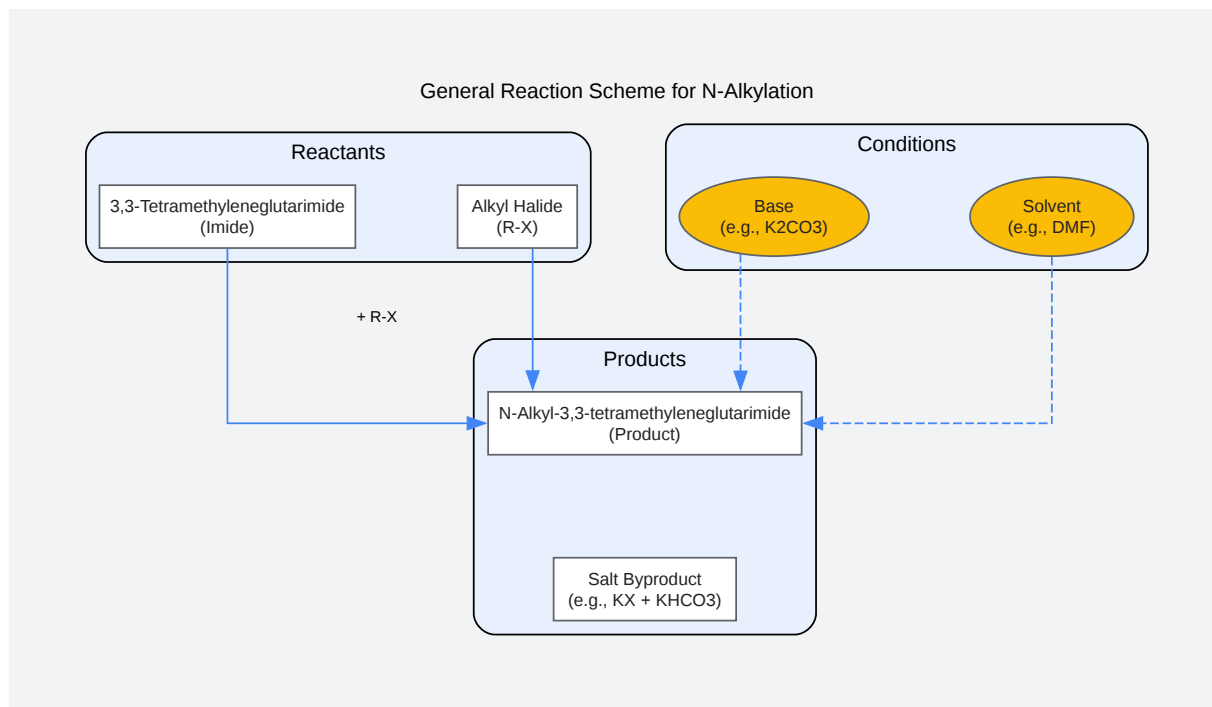 General Reaction Scheme for N-Alkylation
Reactants
3,3-Tetramethyleneglutarimide
(Imide)
Alkyl Halide
(R-X)
Conditions
Base
(e.g., K2CO3)
Solvent
(e.g., DMF)
+ R-X
Products
N-Alkyl-3,3-tetramethyleneglutarimide
(Product)
Salt Byproduct
(e.g., KX + KHCO3)